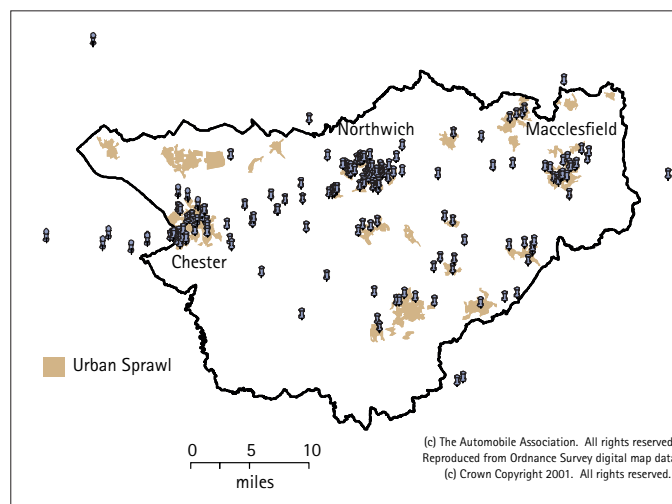 Northwich
Macclesfield
Chester
Urban Sprawl
0 5 10
miles
(c) The Automobile Association. All rights reserved
Reproduced from Ordnance Survey digital map data
(c) Crown Copyright 2001. All rights reserved.